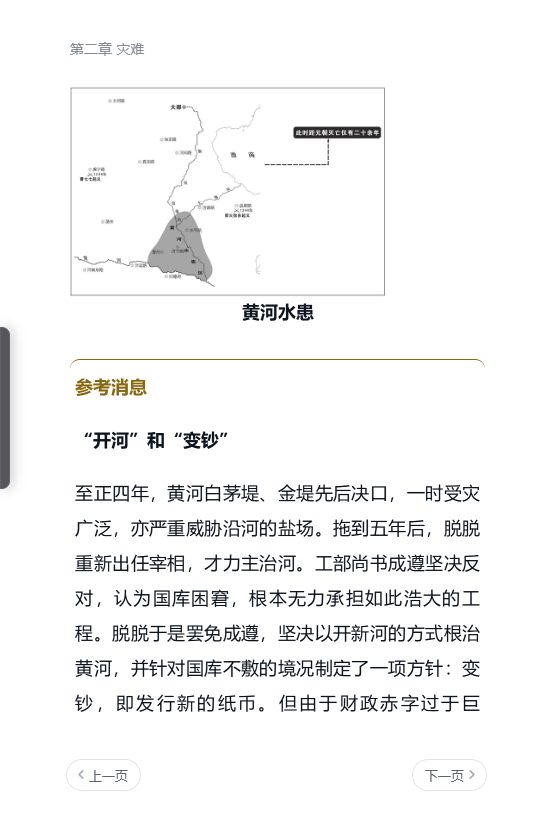 第二章 灾难
大都
此时距元朝灭亡仅有二十余年
渤 海
黄河水患
参考消息
“开河”和“变钞”
至正四年，黄河白茅堤、金堤先后决口，一时受灾
广泛，亦严重威胁沿河的盐场。拖到五年后，脱脱
重新出任宰相，才力主治河。工部尚书成遵坚决反
对，认为国库困窘，根本无力承担如此浩大的工
程。脱脱于是罢免成遵，坚决以开新河的方式根治
黄河，并针对国库不敷的境况制定了一项方针：变
钞，即发行新的纸币。但由于财政赤字过于巨
上一页
下一页